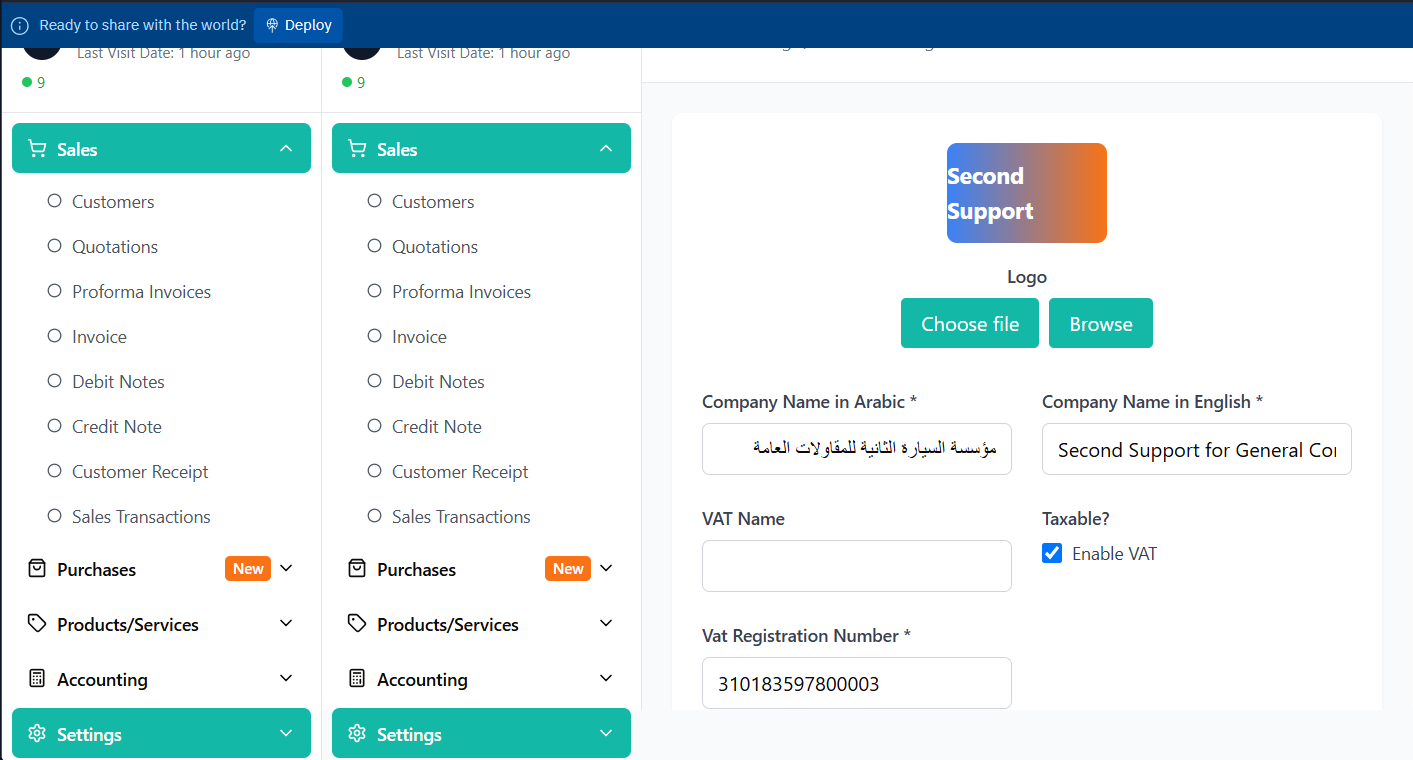 Ready to share with the world? Deploy
Last Visit Date: 1 hour ago
9
Sales
Customers
Quotations
Proforma Invoices
Invoice
Debit Notes
Credit Note
Customer Receipt
Sales Transactions
Purchases New
Products/Services
Accounting
Settings
Last Visit Date: 1 hour ago
9
Sales
Customers
Quotations
Proforma Invoices
Invoice
Debit Notes
Credit Note
Customer Receipt
Sales Transactions
Purchases New
Products/Services
Accounting
Settings
Second
Support
Logo
Choose file Browse
Company Name in Arabic *
مؤسسة السيارة الثانية للمقاولات العامة
Company Name in English *
Second Support for General Cor
VAT Name
Taxable?
Enable VAT
Vat Registration Number *
310183597800003